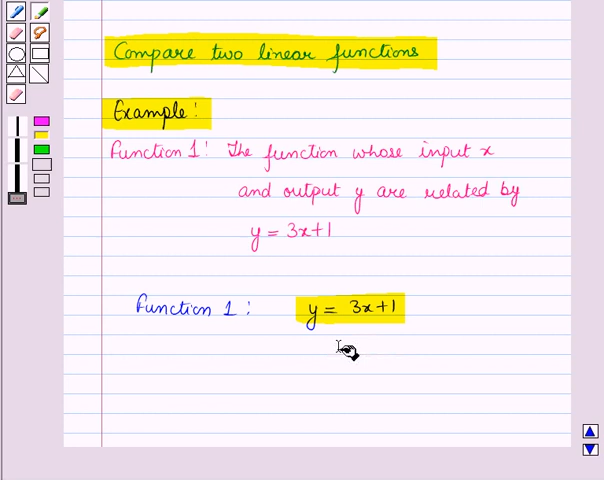 Compare two linear functions
Example:
Function 1: The function whose input x
and output y are related by
y = 3x+1
Function 1: y = 3x+1